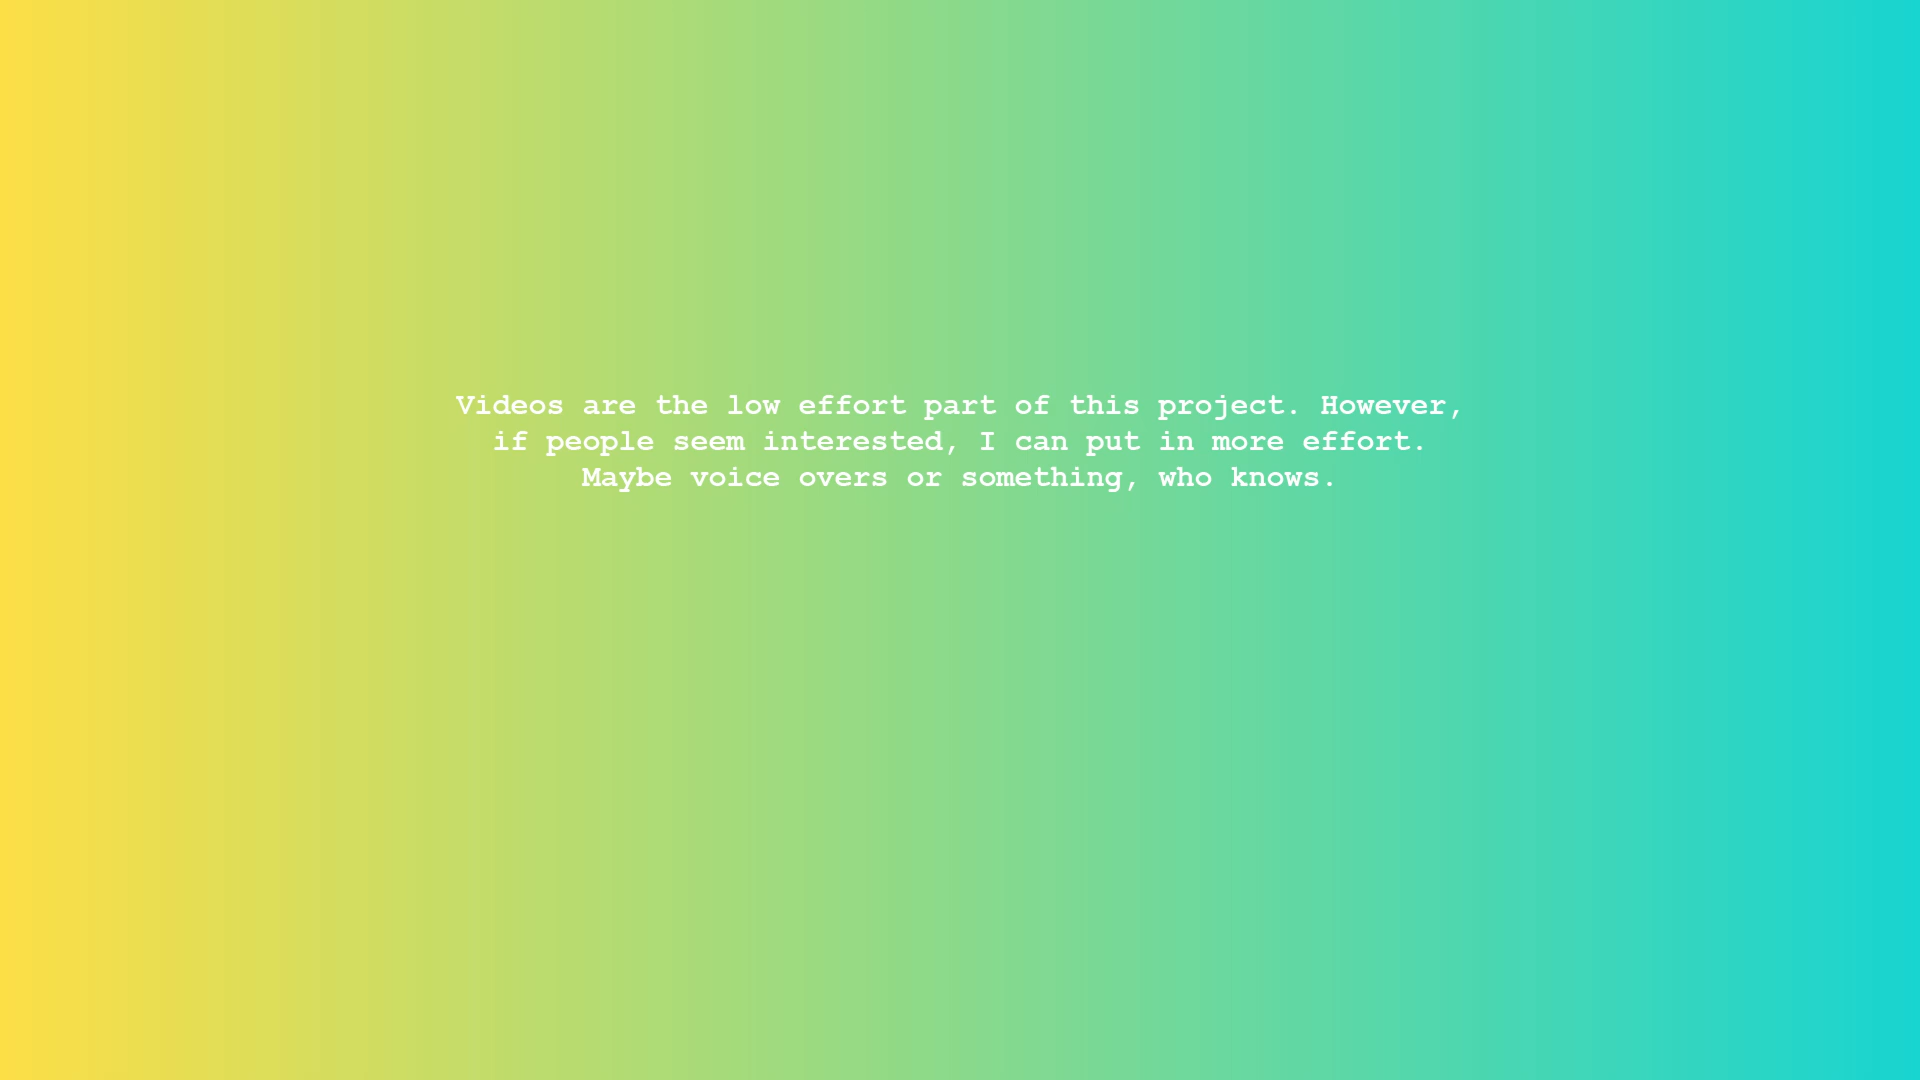 Videos are the low effort part of this project. However,
if people seem interested, I can put in more effort.
Maybe voice overs or something, who knows.